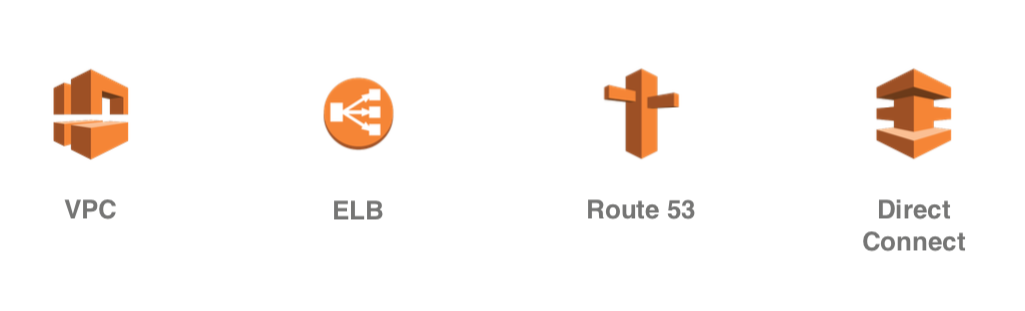 VPC
ELB
Route 53
Direct
Connect